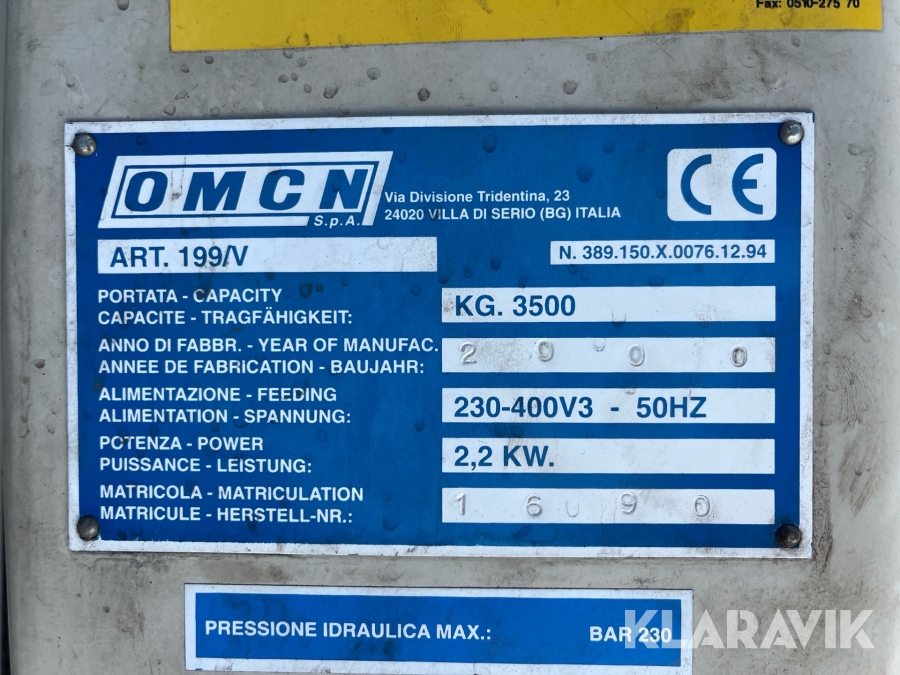 Fax: 0510-275 70
OMCN
S.p.A.
Via Divisione Tridentina, 23
24020 VILLA DI SERIO (BG) ITALIA
CE
ART. 199/V
N. 389.150.X.0076.12.94
PORTATA - CAPACITY
CAPACITE - TRAGFÄHIGKEIT:
KG. 3500
ANNO DI FABBR. - YEAR OF MANUFAC.
ANNEE DE FABRICATION - BAUJAHR:
2000
ALIMENTAZIONE - FEEDING
ALIMENTATION - SPANNUNG:
230-400V3 - 50HZ
POTENZA - POWER
PUISSANCE - LEISTUNG:
2,2 KW.
MATRICOLA - MATRICULATION
MATRICULE - HERSTELL-NR.:
1690
PRESSIONE IDRAULICA MAX.: BAR 230
KLARAVIK